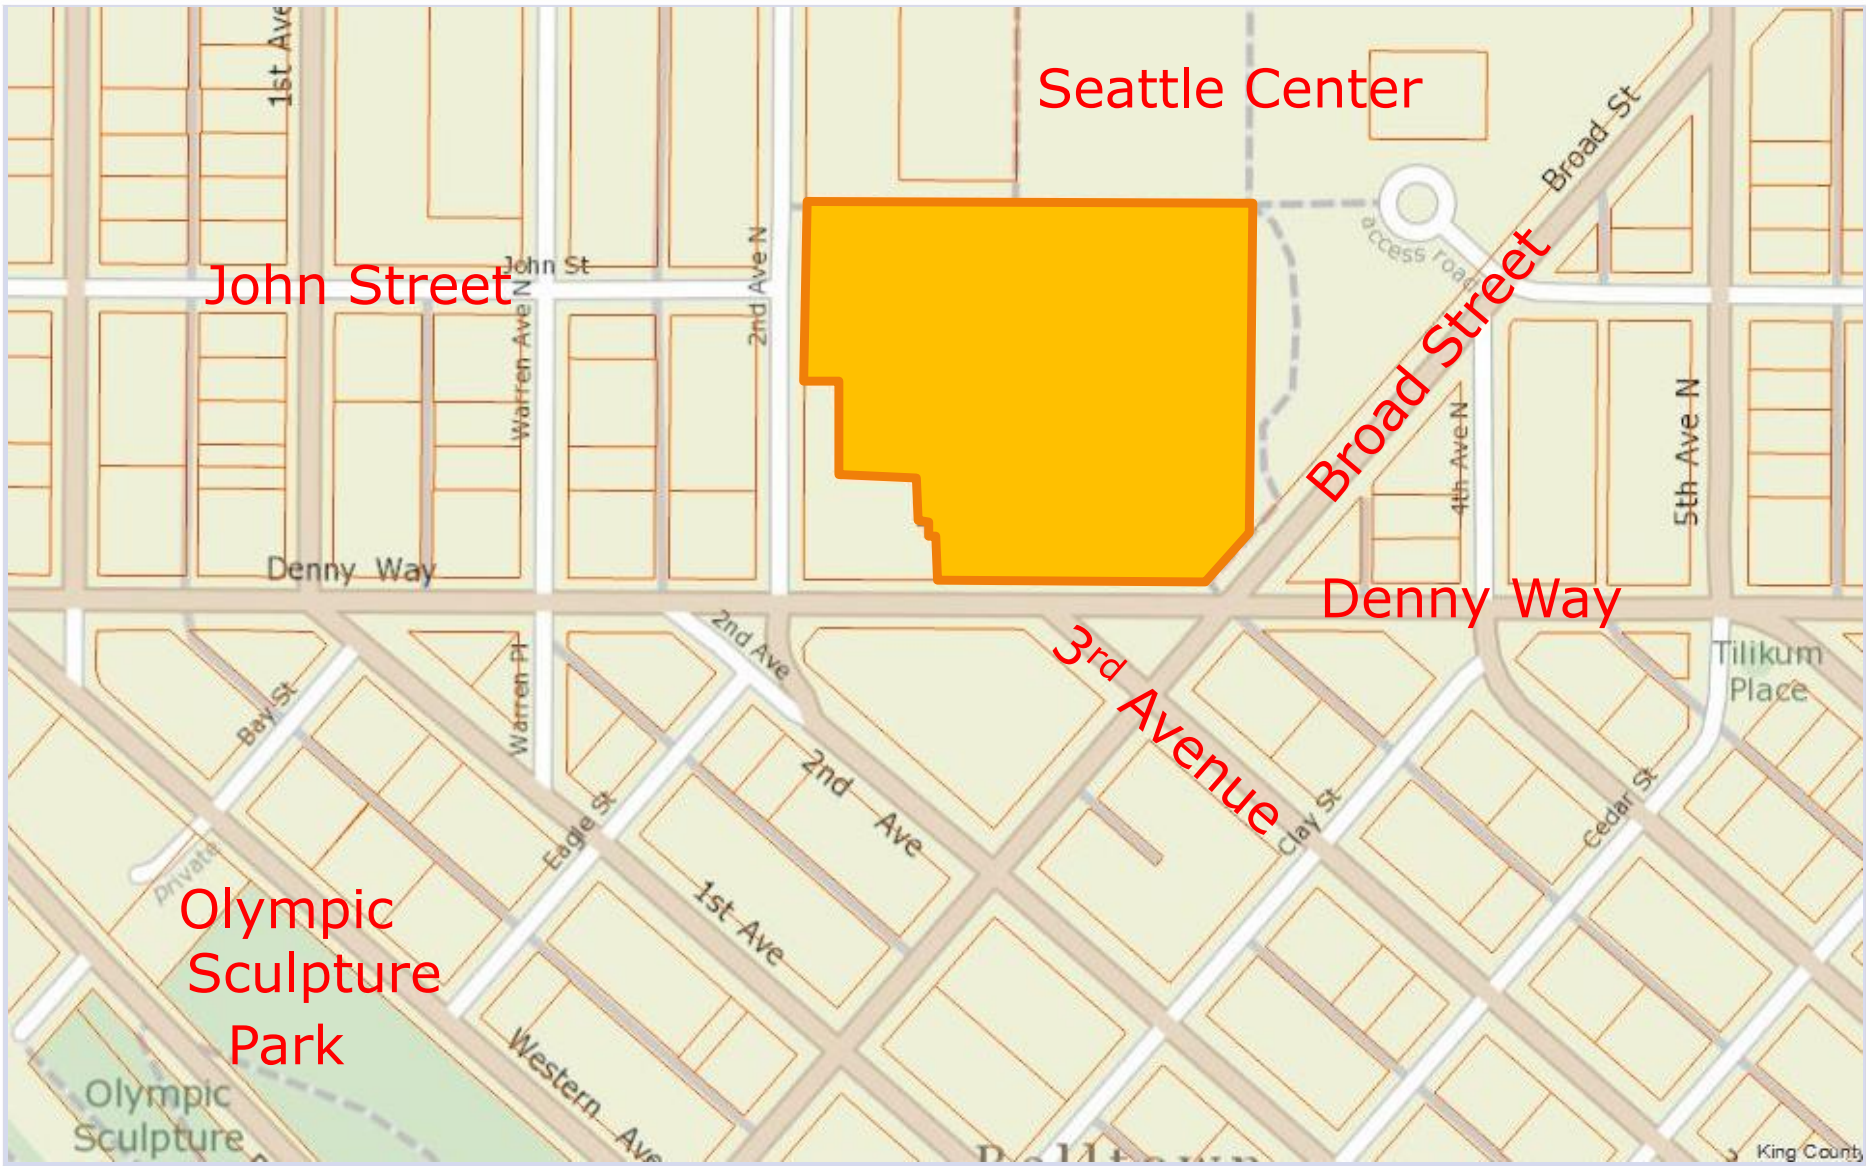 1st Ave
Seattle Center
Broad St
access road
John Street
John St
2nd Ave N
Warren Ave N
Broad Street
4th Ave N
5th Ave N
Denny Way
Denny Way
2nd Ave
3rd Avenue
Tilikum
Place
Bay St
Warren Pl
2nd Ave
Eagle St
Clay St
Cedar St
Private
1st Ave
Olympic
Sculpture
Park
Western Ave
Olympic
Sculpture
Belltown
King County